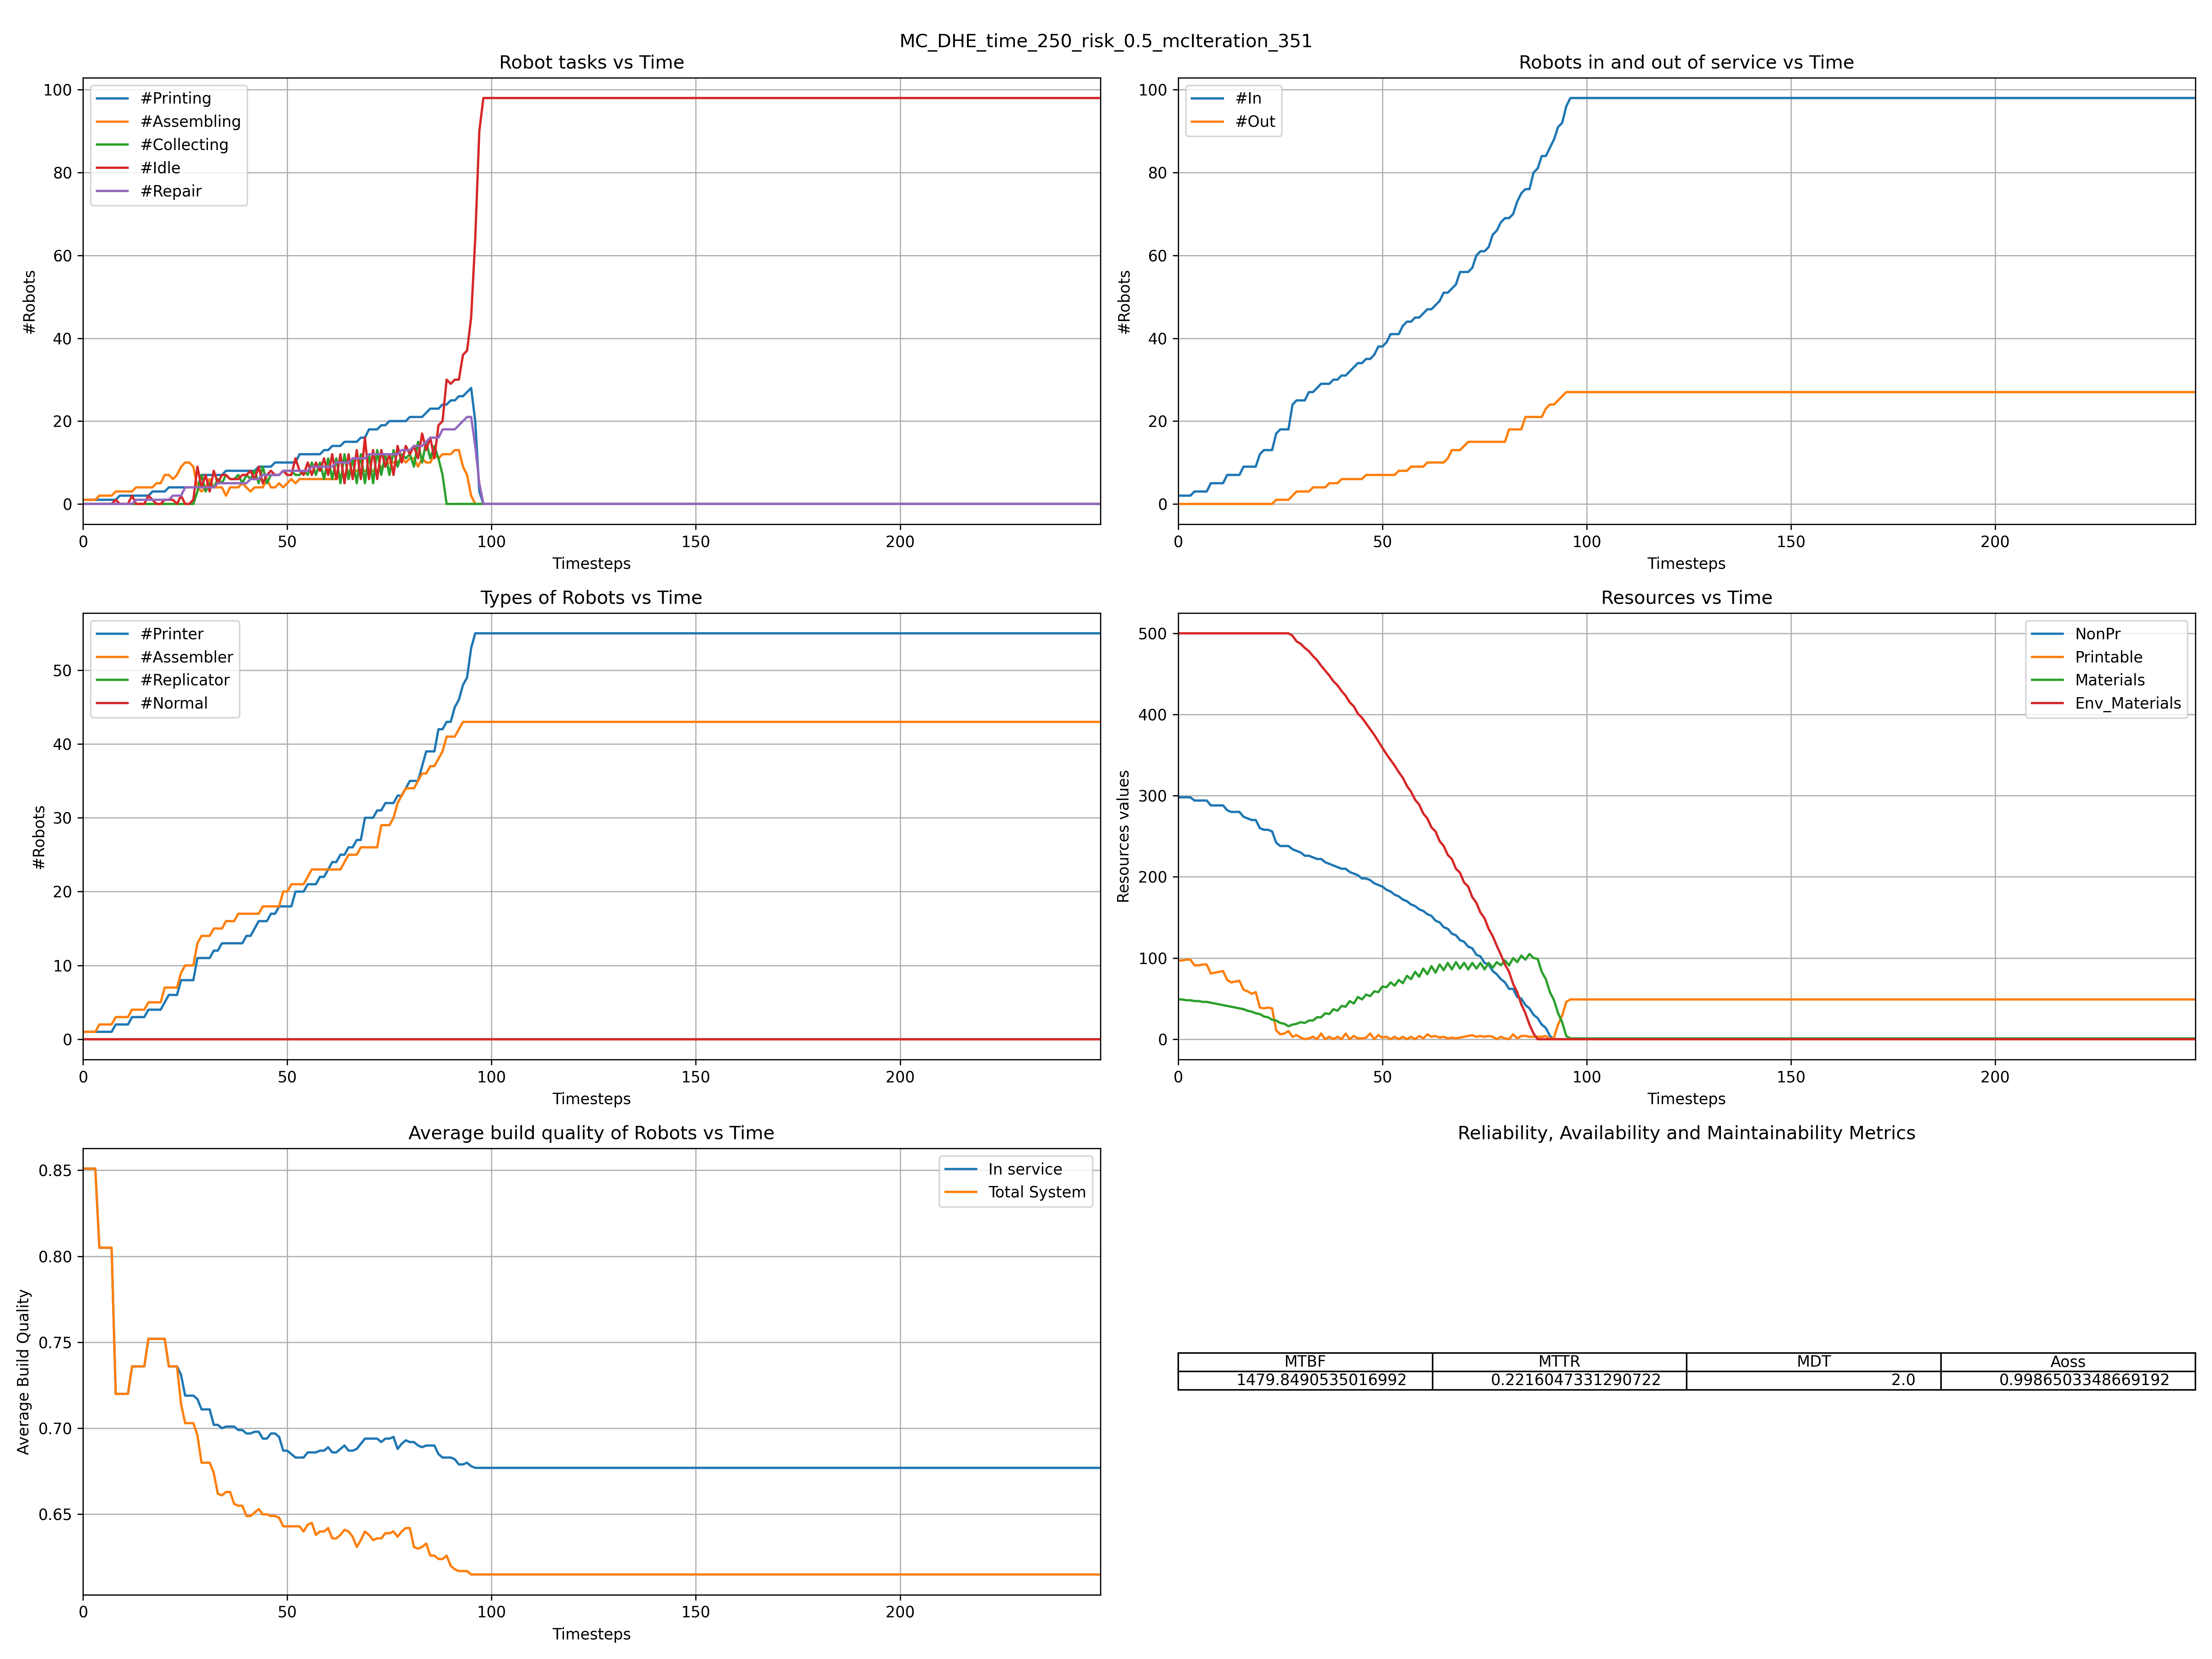 MC_DHE_time_250_risk_0.5_mcIteration_351
Robot tasks vs Time
#Robots
100
80
60
40
20
0
#Printing
#Assembling
#Collecting
#Idle
#Repair
0 50 100 150 200
Timesteps
Robots in and out of service vs Time
#Robots
100
80
60
40
20
0
#In
#Out
0 50 100 150 200
Timesteps
Types of Robots vs Time
#Robots
50
40
30
20
10
0
#Printer
#Assembler
#Replicator
#Normal
0 50 100 150 200
Timesteps
Resources vs Time
Resources values
500
400
300
200
100
0
NonPr
Printable
Materials
Env_Materials
0 50 100 150 200
Timesteps
Average build quality of Robots vs Time
Average Build Quality
0.85
0.80
0.75
0.70
0.65
In service
Total System
0 50 100 150 200
Timesteps
Reliability, Availability and Maintainability Metrics
MTBF MTTR MDT Aoss
1479.8490535016992 0.2216047331290722 2.0 0.9986503348669192